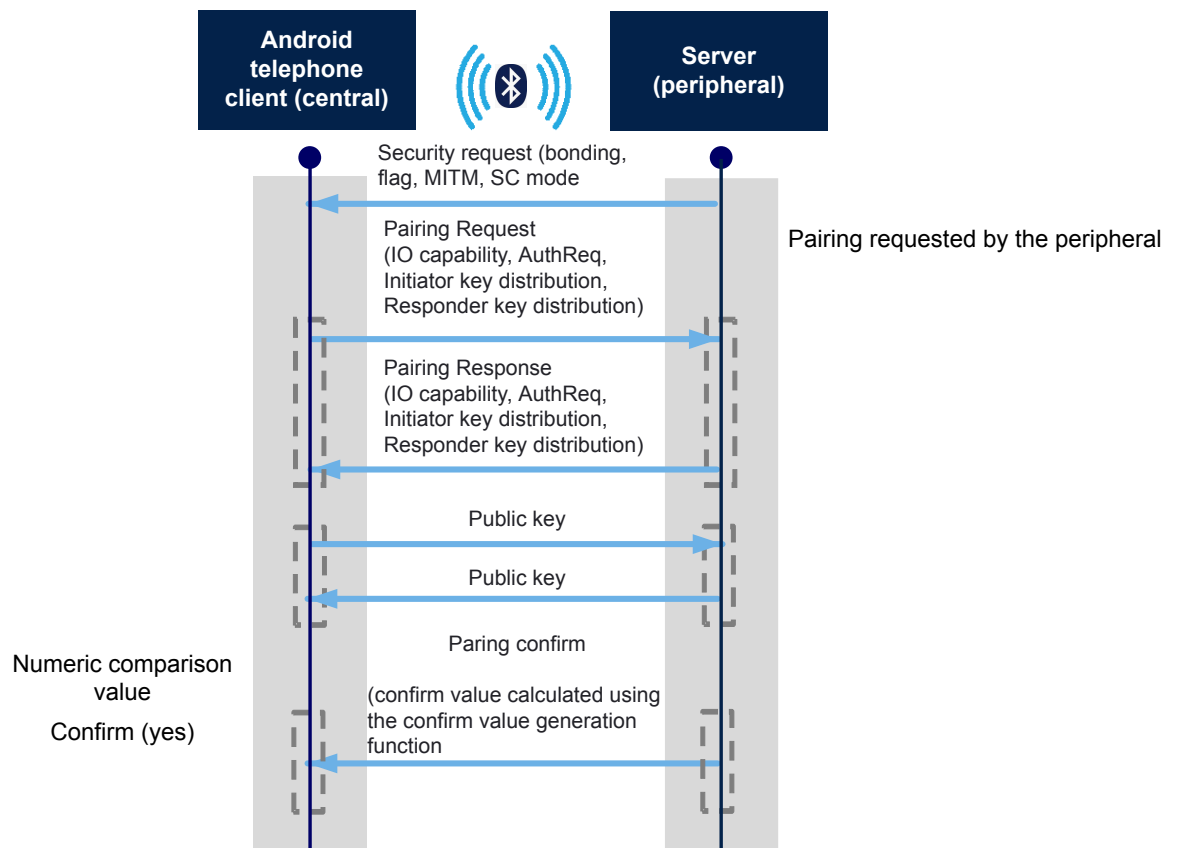 Android
telephone
client (central)
Server
(peripheral)
Security request (bonding,
flag, MITM, SC mode
Pairing requested by the peripheral
Pairing Request
(IO capability, AuthReq,
Initiator key distribution,
Responder key distribution)
Pairing Response
(IO capability, AuthReq,
Initiator key distribution,
Responder key distribution)
Public key
Public key
Paring confirm
Numeric comparison
value
Confirm (yes)
(confirm value calculated using
the confirm value generation
function